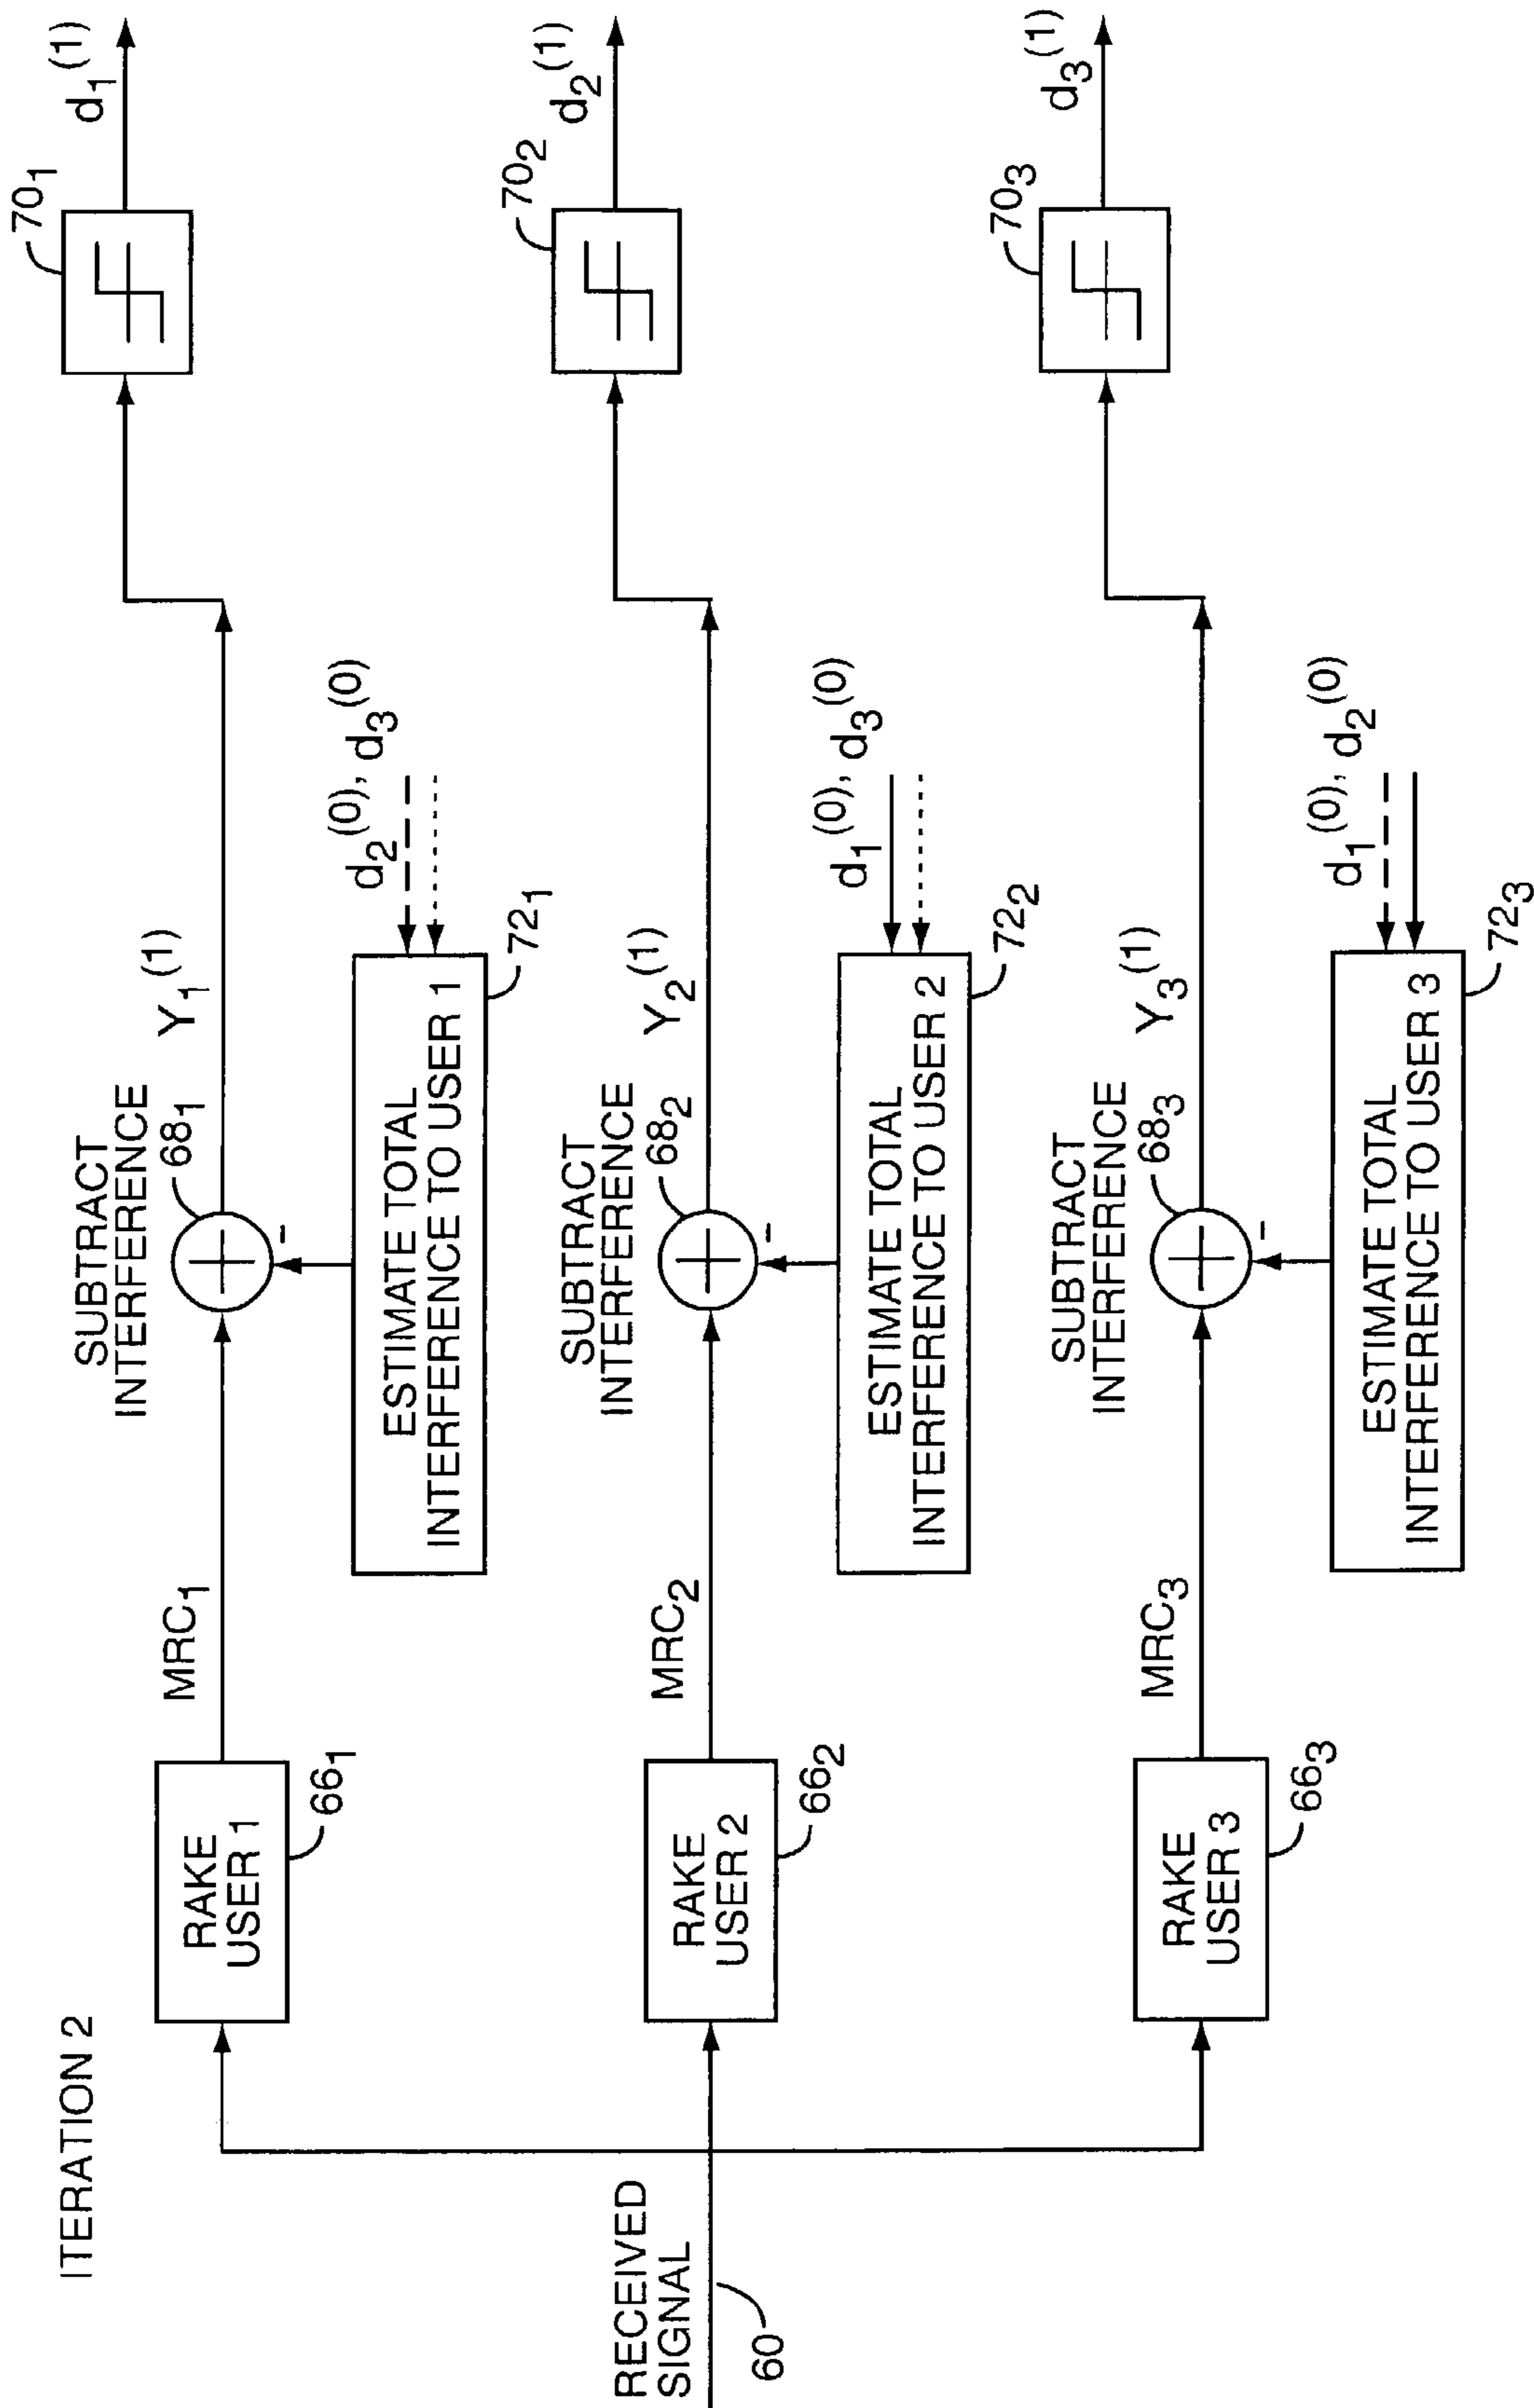 ITERATION 2
RECEIVED
SIGNAL
60
RAKE
USER 1
66₁
MRC₁
SUBTRACT
INTERFERENCE
68₁
-
Y₁⁽¹⁾
ESTIMATE TOTAL
INTERFERENCE TO USER 1
72₁
d₂⁽⁰⁾, d₃⁽⁰⁾
70₁
d₁⁽¹⁾
RAKE
USER 2
66₂
MRC₂
SUBTRACT
INTERFERENCE
68₂
-
Y₂⁽¹⁾
ESTIMATE TOTAL
INTERFERENCE TO USER 2
72₂
d₁⁽⁰⁾, d₃⁽⁰⁾
70₂
d₂⁽¹⁾
RAKE
USER 3
66₃
MRC₃
SUBTRACT
INTERFERENCE
68₃
-
Y₃⁽¹⁾
ESTIMATE TOTAL
INTERFERENCE TO USER 3
72₃
d₁⁽⁰⁾, d₂⁽⁰⁾
70₃
d₃⁽¹⁾